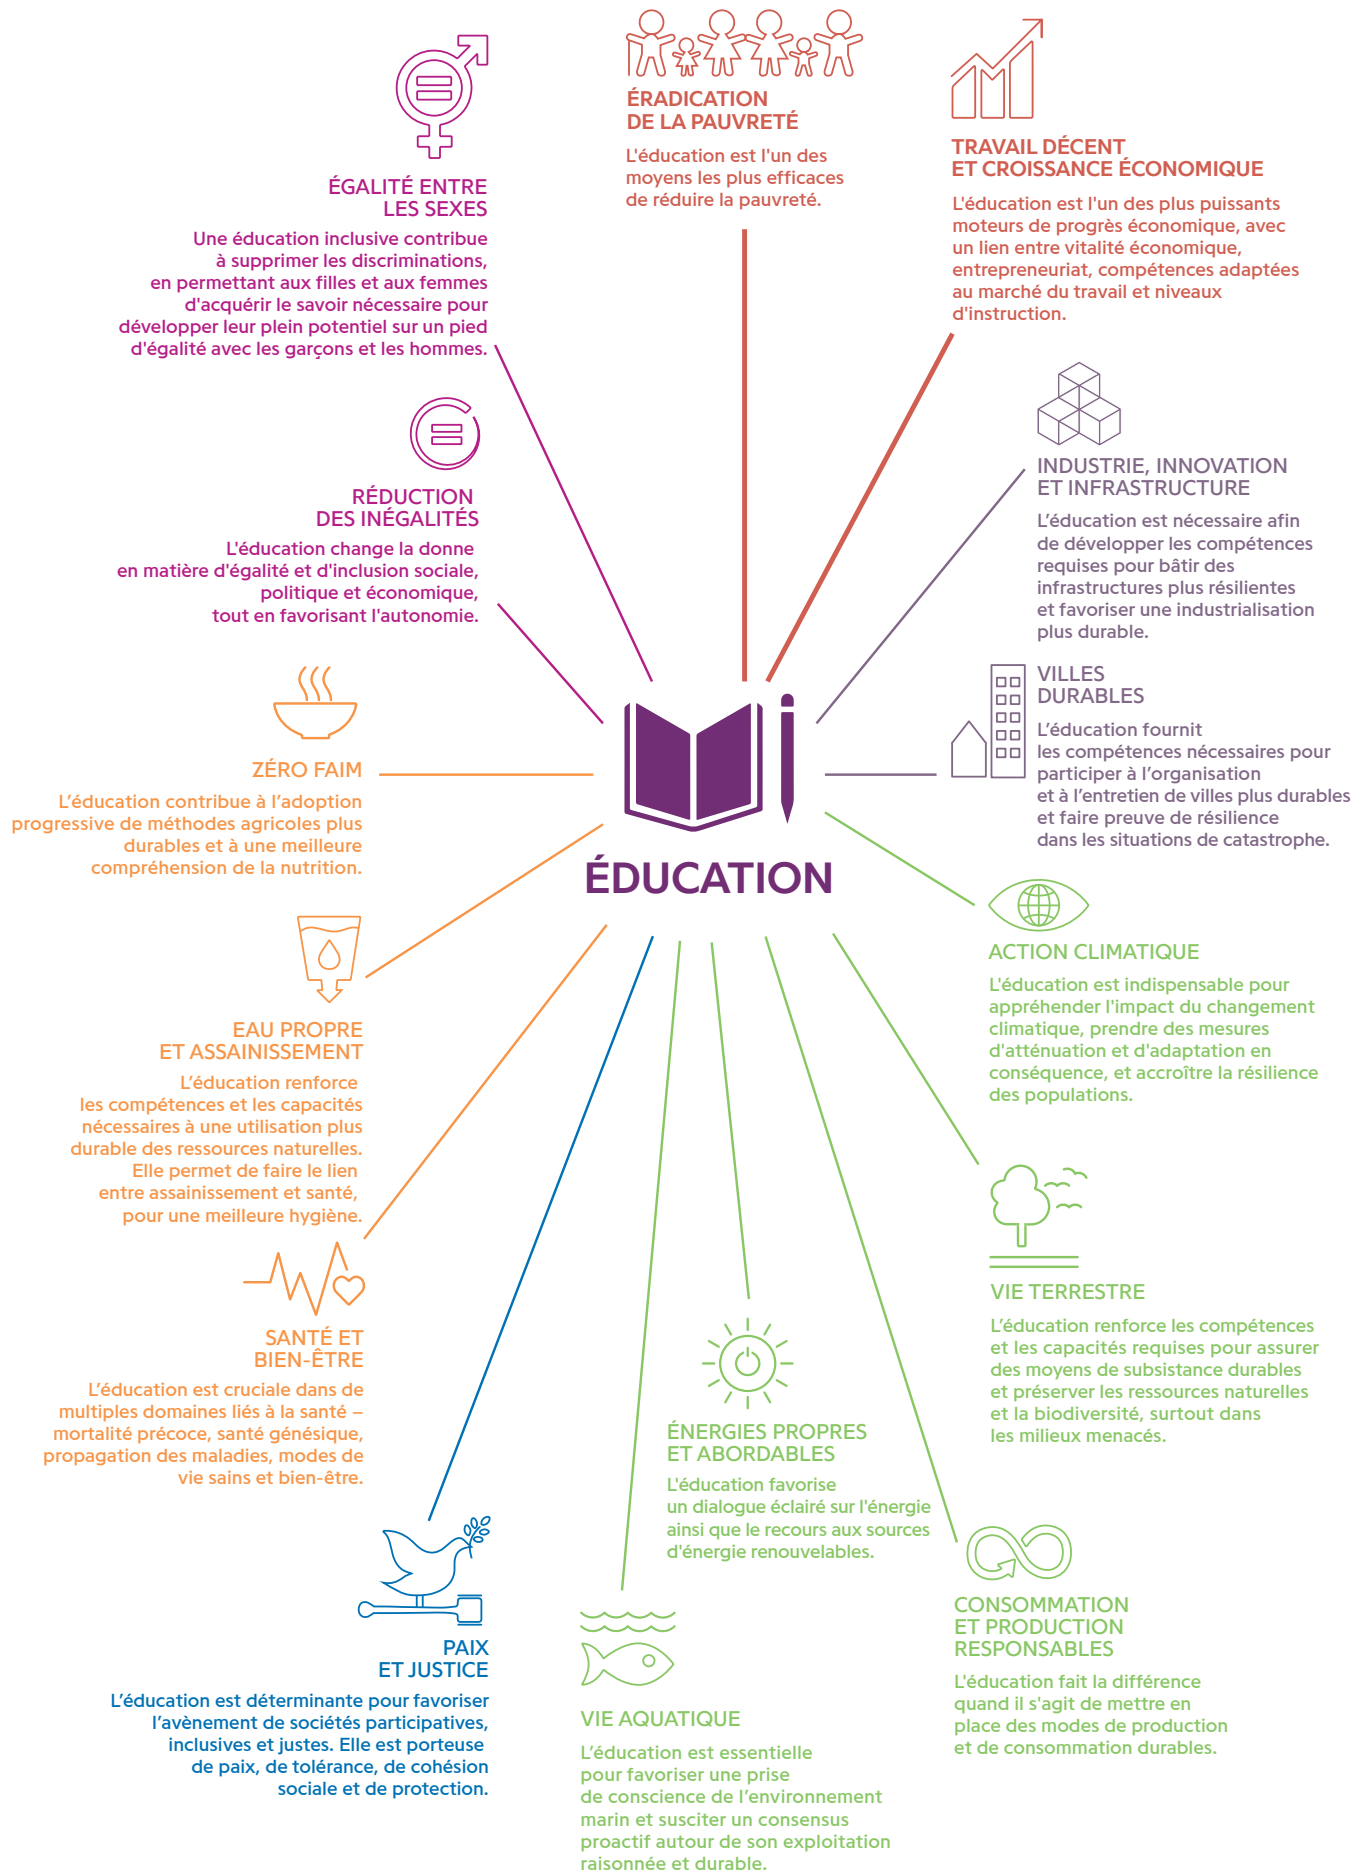 ÉRADICATION
DE LA PAUVRETÉ
L'éducation est l'un des
moyens les plus efficaces
de réduire la pauvreté.
TRAVAIL DÉCENT
ET CROISSANCE ÉCONOMIQUE
L'éducation est l'un des plus puissants
moteurs de progrès économique, avec
un lien entre vitalité économique,
entrepreneuriat, compétences adaptées
au marché du travail et niveaux
d'instruction.
ÉGALITÉ ENTRE
LES SEXES
Une éducation inclusive contribue
à supprimer les discriminations,
en permettant aux filles et aux femmes
d'acquérir le savoir nécessaire pour
développer leur plein potentiel sur un pied
d'égalité avec les garçons et les hommes.
INDUSTRIE, INNOVATION
ET INFRASTRUCTURE
L’éducation est nécessaire afin
de développer les compétences
requises pour bâtir des
infrastructures plus résilientes
et favoriser une industrialisation
plus durable.
RÉDUCTION
DES INÉGALITÉS
L'éducation change la donne
en matière d'égalité et d'inclusion sociale,
politique et économique,
tout en favorisant l'autonomie.
VILLES
DURABLES
L’éducation fournit
les compétences nécessaires pour
participer à l’organisation
et à l’entretien de villes plus durables
et faire preuve de résilience
dans les situations de catastrophe.
ZÉRO FAIM
L’éducation contribue à l’adoption
progressive de méthodes agricoles plus
durables et à une meilleure
compréhension de la nutrition.
ÉDUCATION
ACTION CLIMATIQUE
L'éducation est indispensable pour
appréhender l'impact du changement
climatique, prendre des mesures
d'atténuation et d'adaptation en
conséquence, et accroître la résilience
des populations.
EAU PROPRE
ET ASSAINISSEMENT
L’éducation renforce
les compétences et les capacités
nécessaires à une utilisation plus
durable des ressources naturelles.
Elle permet de faire le lien
entre assainissement et santé,
pour une meilleure hygiène.
VIE TERRESTRE
L’éducation renforce les compétences
et les capacités requises pour assurer
des moyens de subsistance durables
et préserver les ressources naturelles
et la biodiversité, surtout dans
les milieux menacés.
SANTÉ ET
BIEN-ÊTRE
L’éducation est cruciale dans de
multiples domaines liés à la santé –
mortalité précoce, santé génésique,
propagation des maladies, modes de
vie sains et bien-être.
ÉNERGIES PROPRES
ET ABORDABLES
L'éducation favorise
un dialogue éclairé sur l'énergie
ainsi que le recours aux sources
d'énergie renouvelables.
CONSOMMATION
ET PRODUCTION
RESPONSABLES
L'éducation fait la différence
quand il s'agit de mettre en
place des modes de production
et de consommation durables.
PAIX
ET JUSTICE
L’éducation est déterminante pour favoriser
l’avènement de sociétés participatives,
inclusives et justes. Elle est porteuse
de paix, de tolérance, de cohésion
sociale et de protection.
VIE AQUATIQUE
L’éducation est essentielle
pour favoriser une prise
de conscience de l’environnement
marin et susciter un consensus
proactif autour de son exploitation
raisonnée et durable.